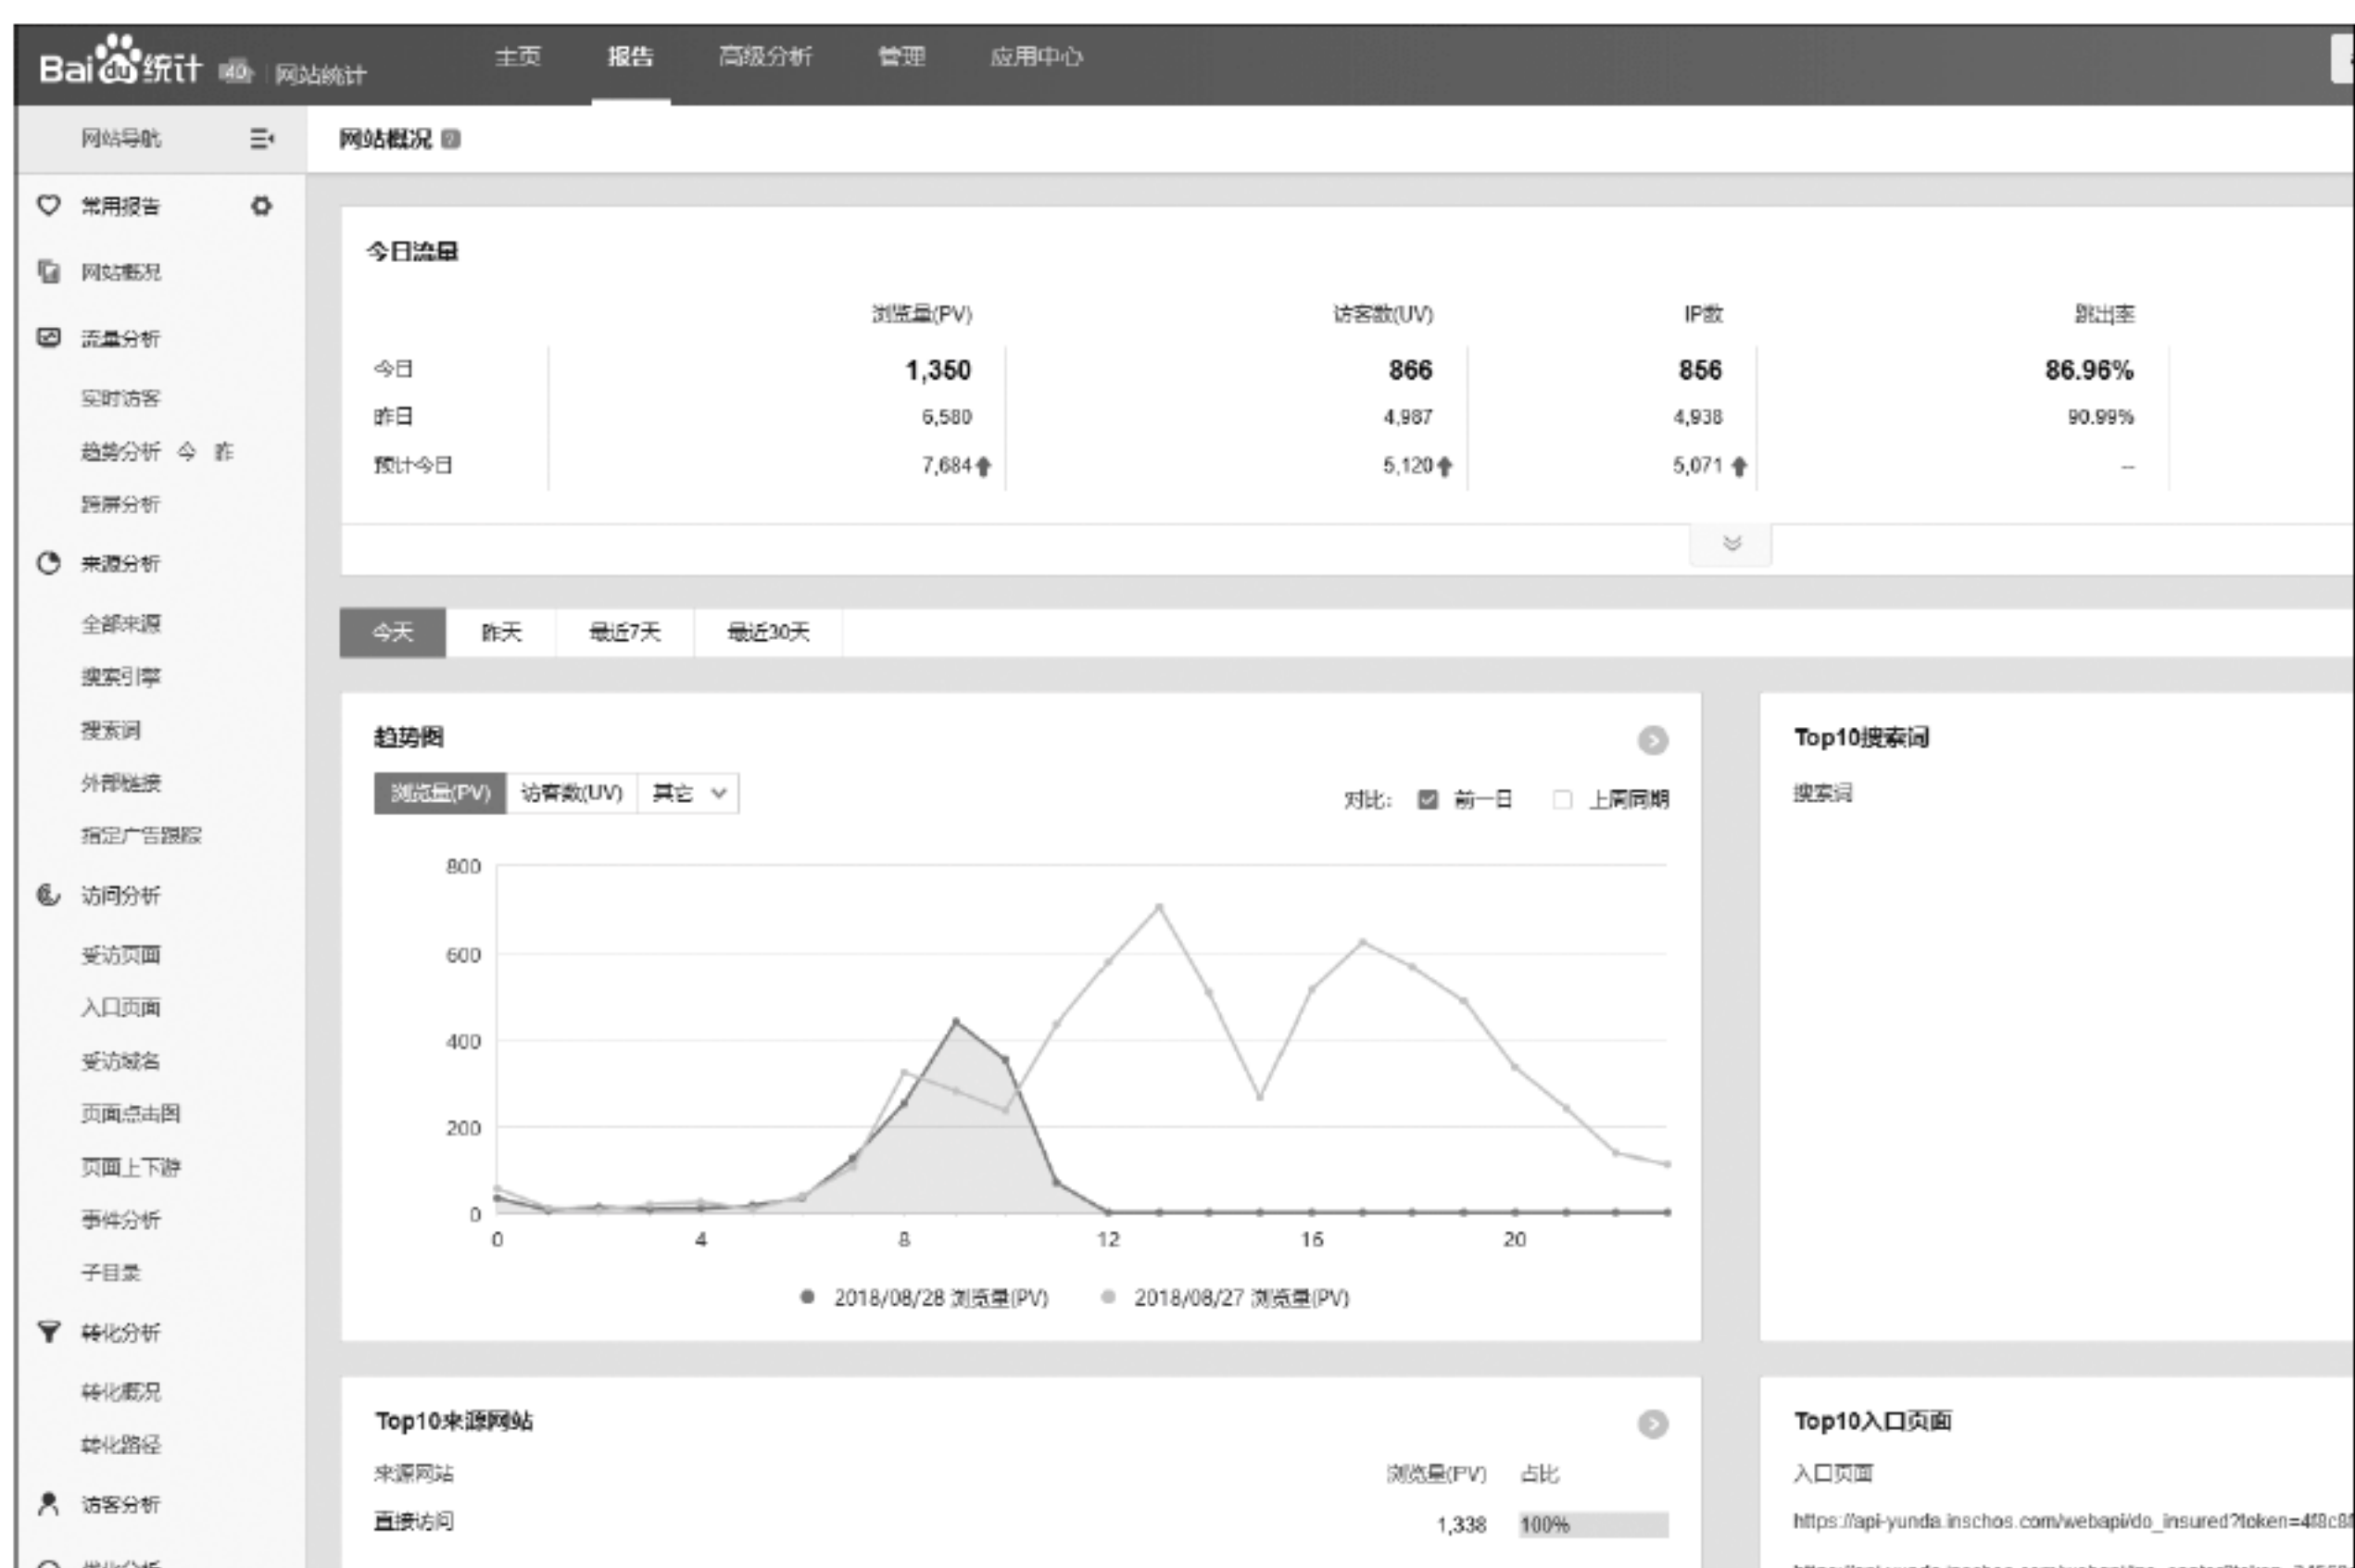 Bai du 统计 4.0 | 网站统计 主页 报告 高级分析 管理 应用中心
网站导航
常用报告
网站概况
流量分析
实时访客
趋势分析 今 昨
跨屏分析
来源分析
全部来源
搜索引擎
搜索词
外部链接
指定广告跟踪
访问分析
受访页面
入口页面
受访域名
页面点击图
页面上下游
事件分析
子目录
转化分析
转化概况
转化路径
访客分析
网站概况 ?
今日流量
浏览量(PV) 访客数(UV) IP数 跳出率
今日 1,350 866 856 86.96%
昨日 6,580 4,987 4,938 90.99%
预计今日 7,684 5,120 5,071 --
今天 昨天 最近7天 最近30天
趋势图
浏览量(PV) 访客数(UV) 其它
对比: 前一日 上周同期
800
600
400
200
0
0 4 8 12 16 20
2018/08/28 浏览量(PV) 2018/08/27 浏览量(PV)
Top10搜索词
搜索词
Top10来源网站
来源网站 浏览量(PV) 占比
直接访问 1,338 100%
Top10入口页面
入口页面
https://api-yunda.inschos.com/webapi/do_insured?token=4f8c8f